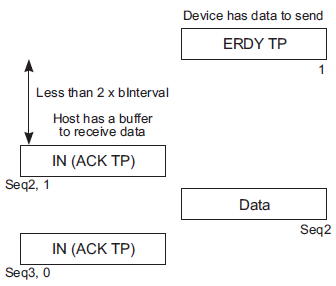 Device has data to send
ERDY TP
1
Less than 2 x bInterval
Host has a buffer
to receive data
IN (ACK TP)
Seq2, 1
Data
Seq2
IN (ACK TP)
Seq3, 0